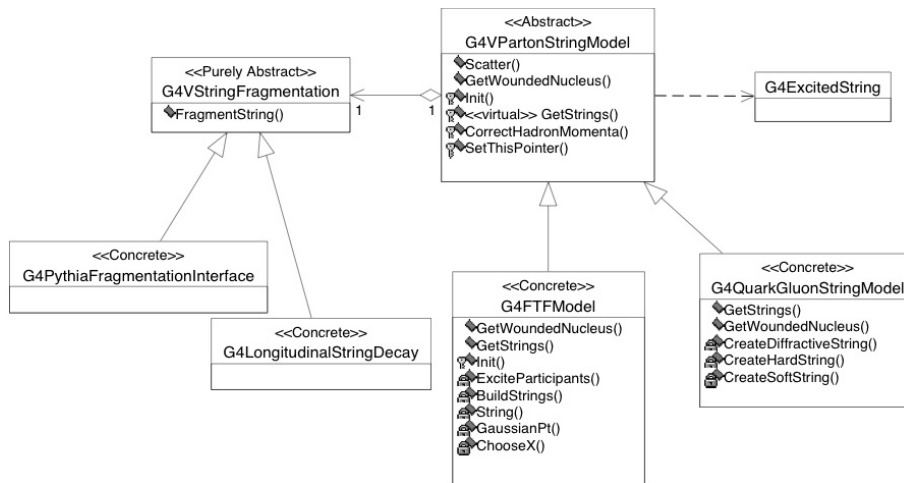 <<Purely Abstract>>
G4VStringFragmentation
FragmentString()
1
1
<<Abstract>>
G4VPartonStringModel
Scatter()
GetWoundedNucleus()
Init()
<<virtual>> GetStrings()
CorrectHadronMomenta()
SetThisPointer()
G4ExcitedString
<<Concrete>>
G4PythiaFragmentationInterface
<<Concrete>>
G4LongitudinalStringDecay
<<Concrete>>
G4FTFModel
GetWoundedNucleus()
GetStrings()
Init()
ExciteParticipants()
BuildStrings()
String()
GaussianPt()
ChooseX()
<<Concrete>>
G4QuarkGluonStringModel
GetStrings()
GetWoundedNucleus()
CreateDiffractiveString()
CreateHardString()
CreateSoftString()